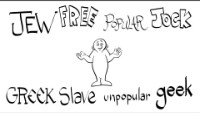 JEW FREE POPULAR Jock
GREEK Slave unpopular geek